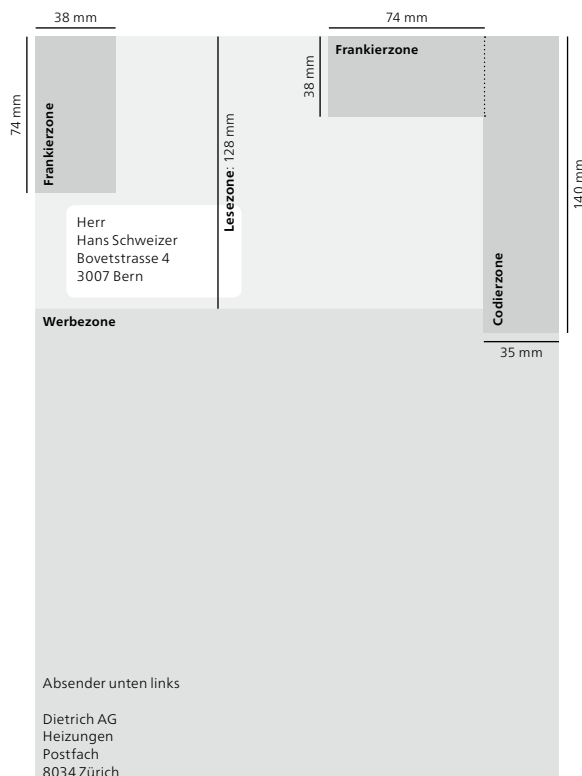 38 mm
74 mm
74 mm
Frankierzone
Lesezone: 128 mm
38 mm
Frankierzone
140 mm
Codierzone
35 mm
Herr
Hans Schweizer
Bovetstrasse 4
3007 Bern
Werbezone
Absender unten links
Dietrich AG
Heizungen
Postfach
8034 Zürich